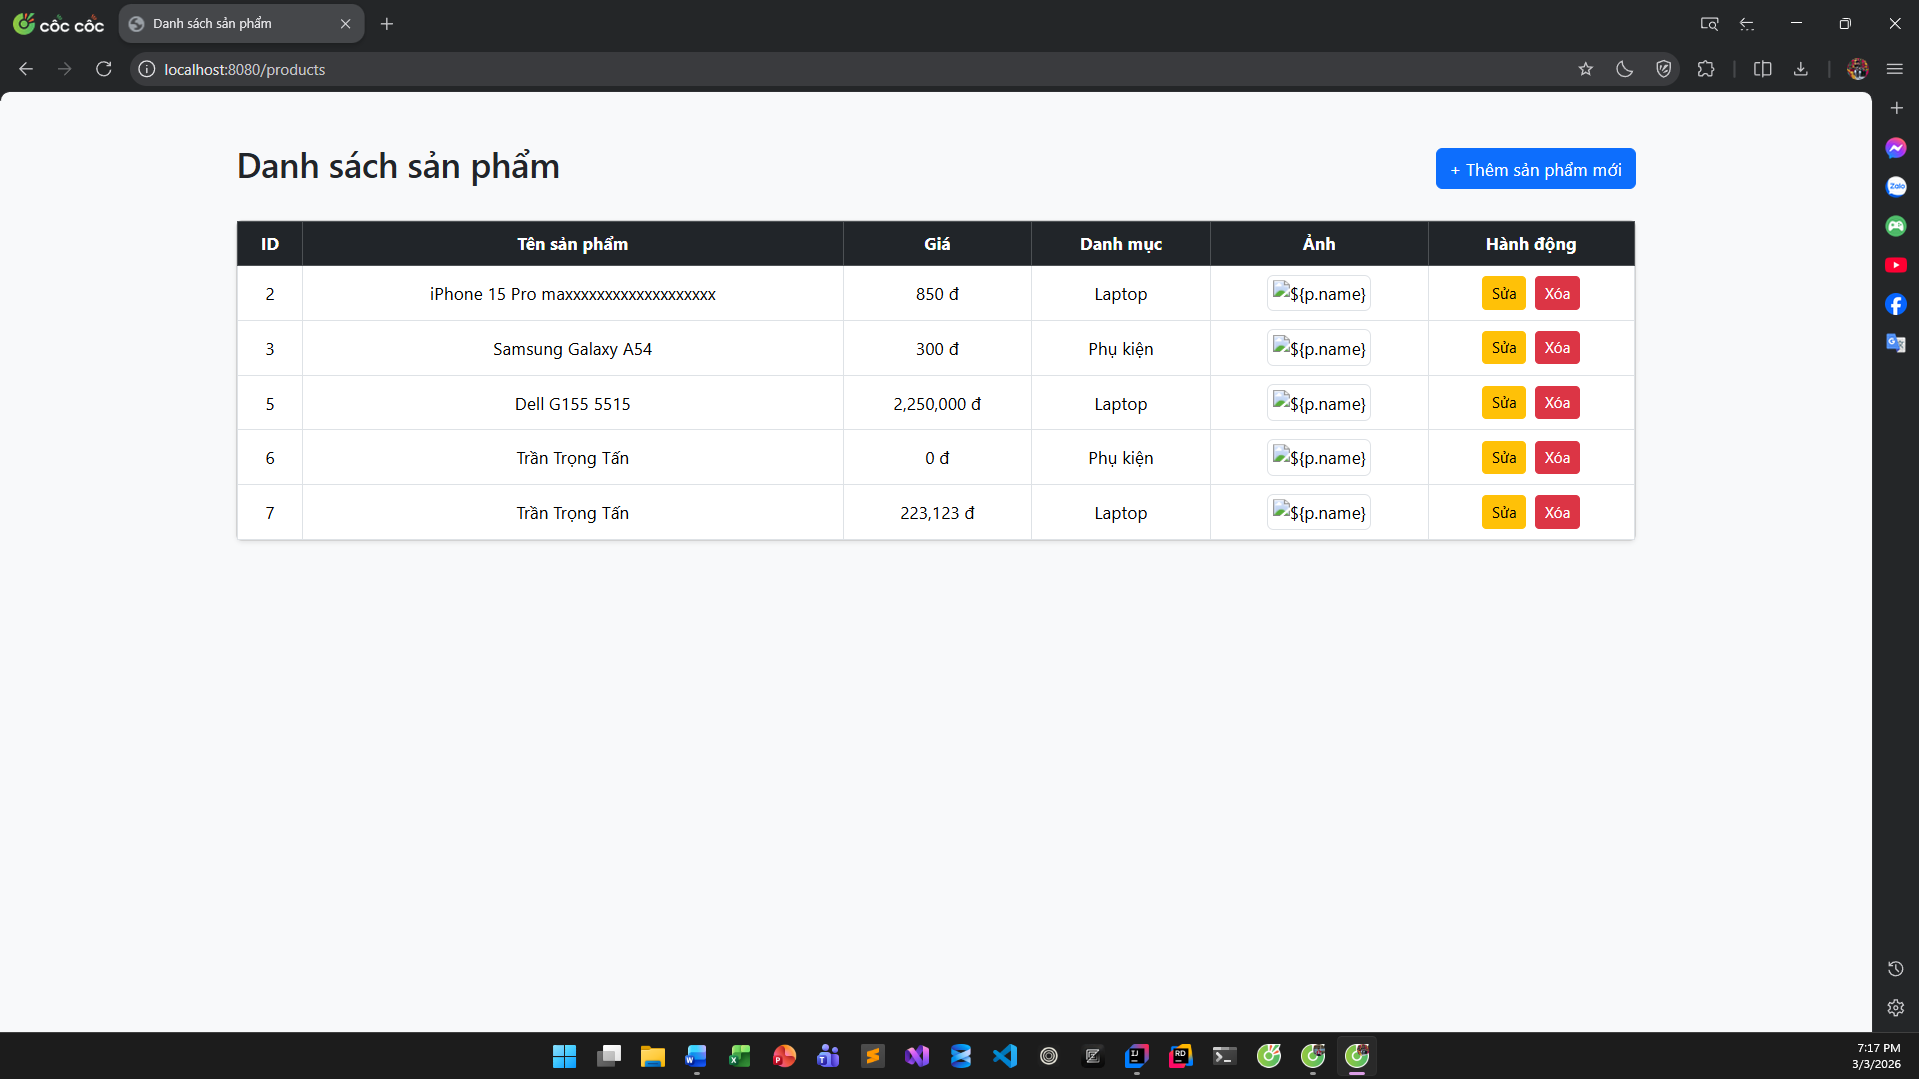 cốc cốc
Danh sách sản phẩm
localhost:8080/products
Danh sách sản phẩm
+ Thêm sản phẩm mới
ID Tên sản phẩm Giá Danh mục Ảnh Hành động
2 iPhone 15 Pro maxxxxxxxxxxxxxxxxxxx 850 đ Laptop ${p.name} Sửa Xóa
3 Samsung Galaxy A54 300 đ Phụ kiện ${p.name} Sửa Xóa
5 Dell G155 5515 2,250,000 đ Laptop ${p.name} Sửa Xóa
6 Trần Trọng Tấn 0 đ Phụ kiện ${p.name} Sửa Xóa
7 Trần Trọng Tấn 223,123 đ Laptop ${p.name} Sửa Xóa
Zalo
7:17 PM
3/3/2026